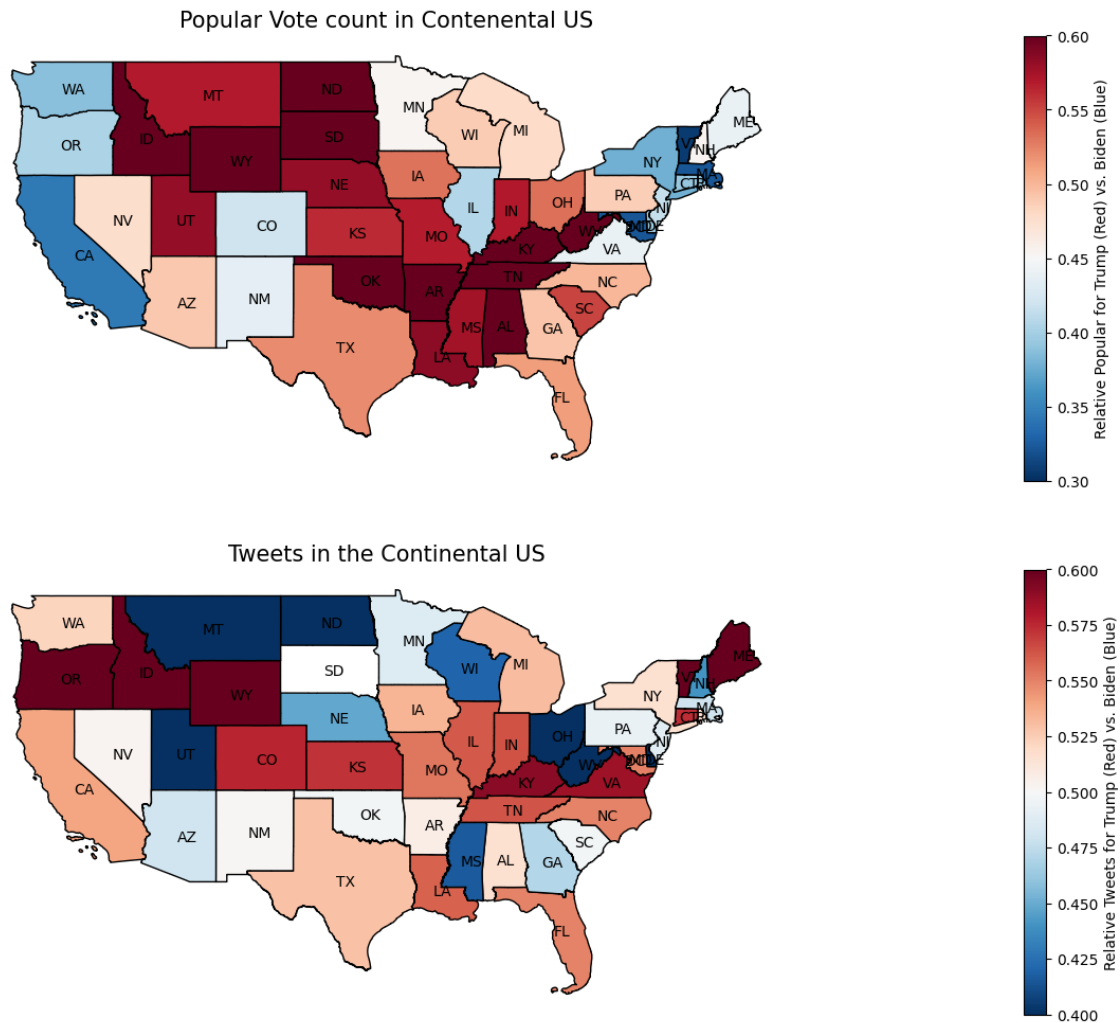 Popular Vote count in Contenental US
WA
MT
ND
MN
ME
OR
ID
SD
WI
MI
NH
WY
NY
MA
IA
NE
PA
NJ
NV
UT
CO
IL
IN
OH
CA
KS
MO
VA
KY
AZ
NM
OK
AR
TN
NC
MS
AL
GA
SC
TX
LA
FL
0.60
0.55
0.50
0.45
0.40
0.35
0.30
Relative Popular for Trump (Red) vs. Biden (Blue)
Tweets in the Continental US
WA
MT
ND
MN
ME
OR
ID
SD
WI
MI
NH
WY
NY
MA
IA
NE
PA
NJ
NV
UT
CO
IL
IN
OH
CA
KS
MO
VA
KY
AZ
NM
OK
AR
TN
NC
MS
AL
GA
SC
TX
LA
FL
0.600
0.575
0.550
0.525
0.500
0.475
0.450
0.425
0.400
Relative Tweets for Trump (Red) vs. Biden (Blue)